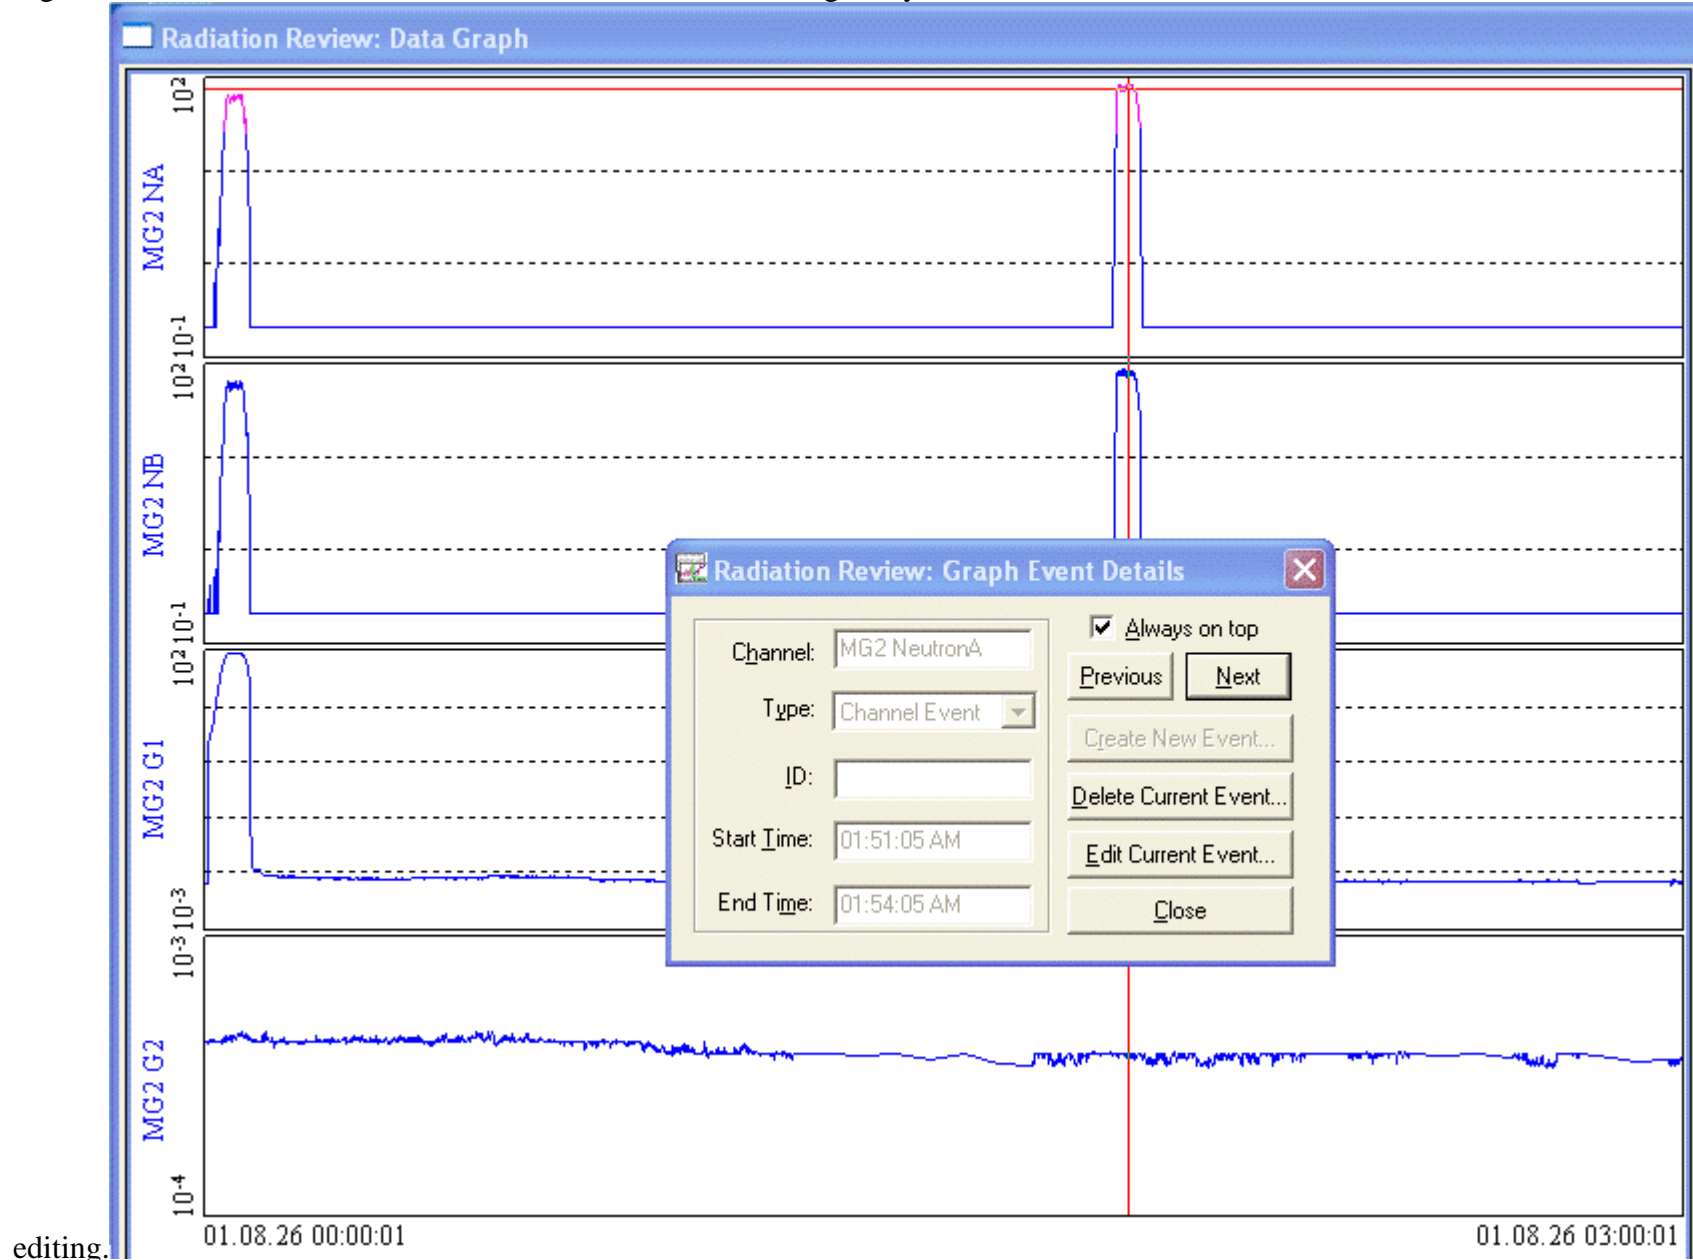 Radiation Review: Data Graph
10²
MG2 NA
10-1
10²
MG2 NB
10-1
Radiation Review: Graph Event Details
Always on top
Channel: MG2 NeutronA
Previous Next
Type: Channel Event
Create New Event...
ID:
Delete Current Event...
Start Time: 01:51:05 AM
Edit Current Event...
End Time: 01:54:05 AM
Close
10²
MG2 G1
10-3
10-3
MG2 G2
10-4
01.08.26 00:00:01 01.08.26 03:00:01
editing.